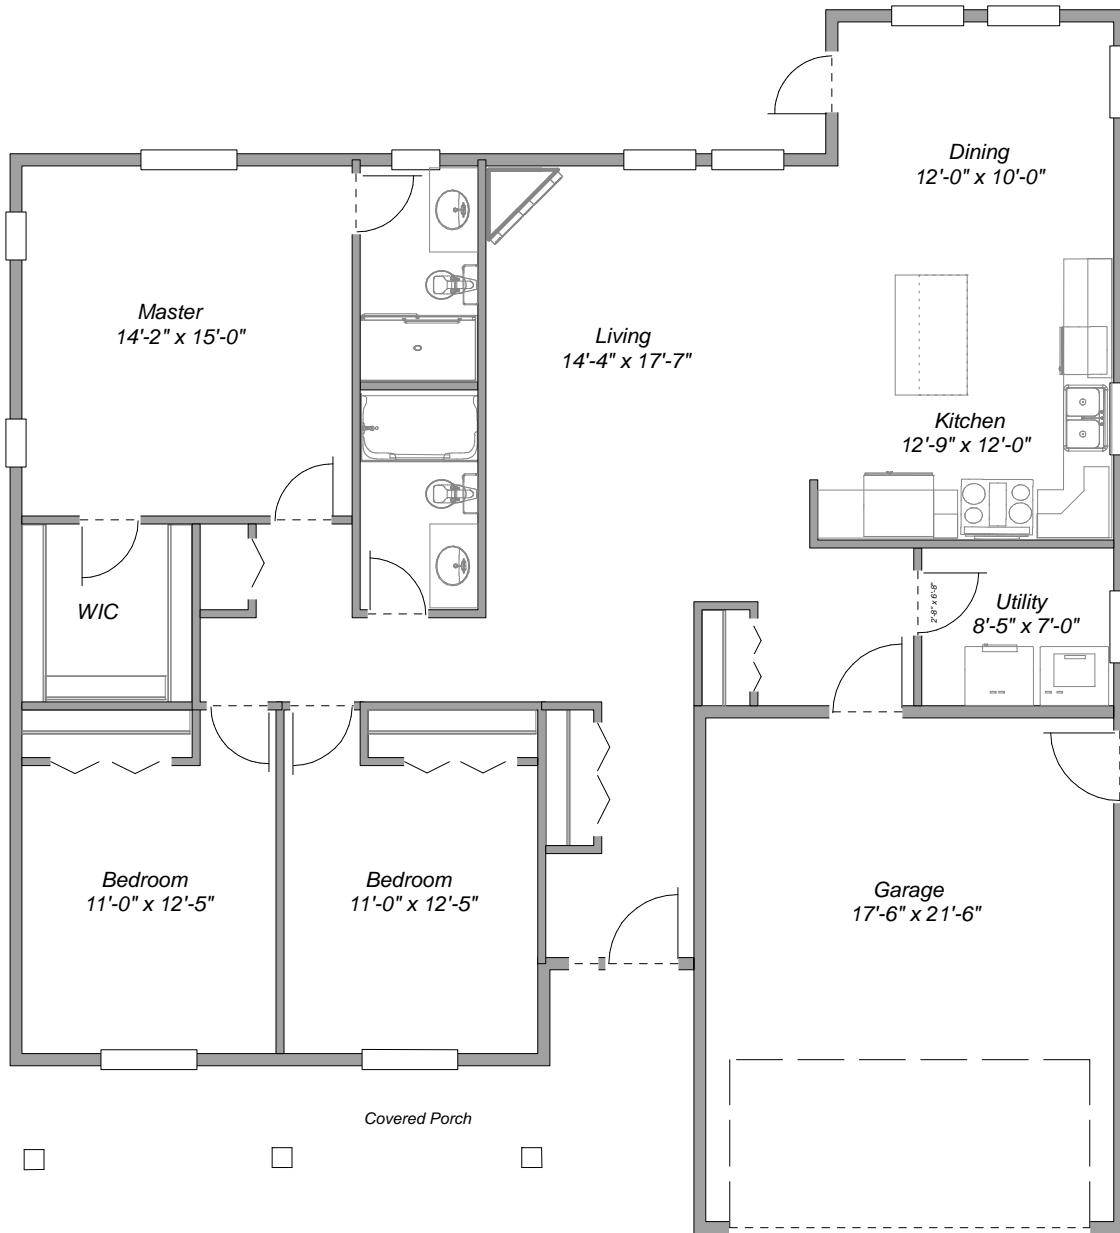 Dining
12'-0" x 10'-0"
Master
14'-2" x 15'-0"
Living
14'-4" x 17'-7"
Kitchen
12'-9" x 12'-0"
WIC
2'-8" x 6'-8"
Utility
8'-5" x 7'-0"
Bedroom
11'-0" x 12'-5"
Bedroom
11'-0" x 12'-5"
Garage
17'-6" x 21'-6"
Covered Porch